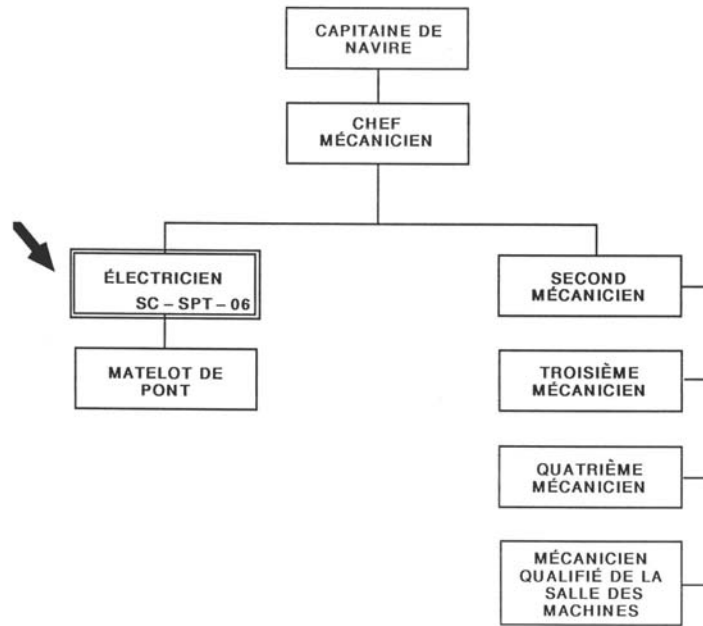 CAPITAINE DE
NAVIRE
CHEF
MÉCANICIEN
ÉLECTRICIEN
SC – SPT – 06
MATELOT DE
PONT
SECOND
MÉCANICIEN
TROISIÈME
MÉCANICIEN
QUATRIÈME
MÉCANICIEN
MÉCANICIEN
QUALIFIÉ DE LA
SALLE DES
MACHINES